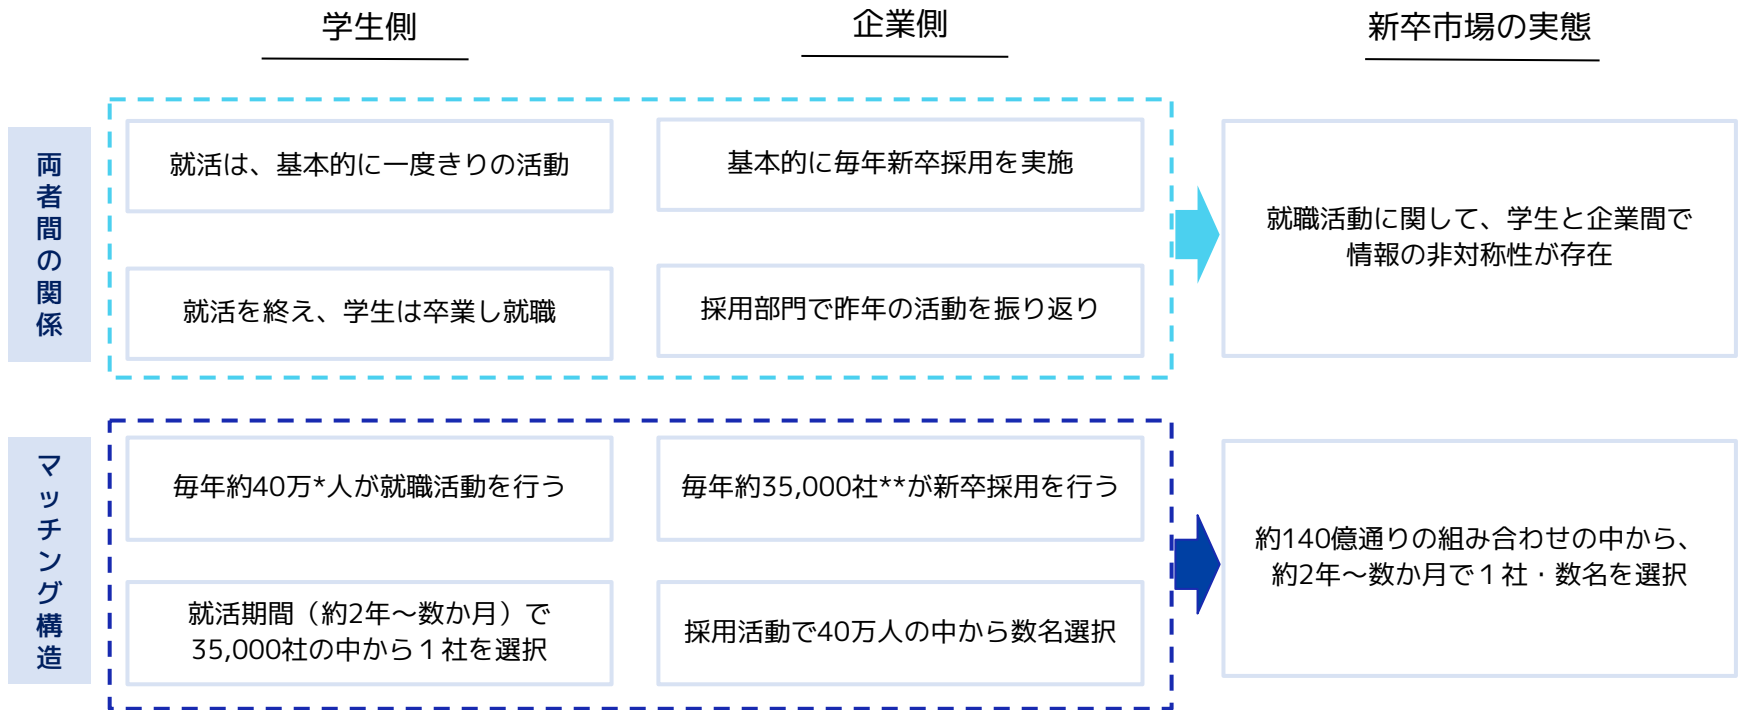 学生側
企業側
新卒市場の実態
両者間の関係
就活は、基本的に一度きりの活動
基本的に毎年新卒採用を実施
就職活動に関して、学生と企業間で
情報の非対称性が存在
就活を終え、学生は卒業し就職
採用部門で昨年の活動を振り返り
マッチング構造
毎年約40万*人が就職活動を行う
毎年約35,000社**が新卒採用を行う
約140億通りの組み合わせの中から、
約2年～数か月で１社・数名を選択
就活期間（約2年～数か月）で
35,000社の中から１社を選択
採用活動で40万人の中から数名選択